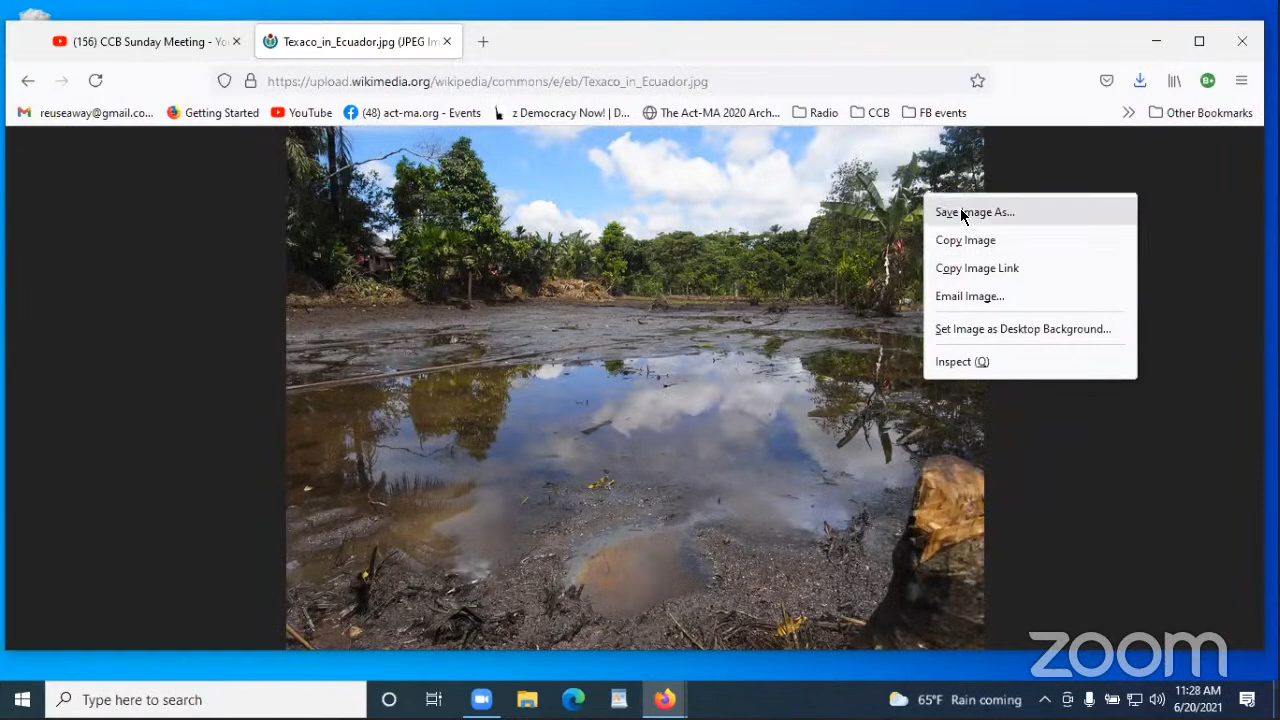 (156) CCB Sunday Meeting - Yo
Texaco_in_Ecuador.jpg (JPEG Im
https://upload.wikimedia.org/wikipedia/commons/e/eb/Texaco_in_Ecuador.jpg
reuseaway@gmail.co...
Getting Started
YouTube
(48) act-ma.org - Events
z Democracy Now! | D...
The Act-MA 2020 Arch...
Radio
CCB
FB events
Other Bookmarks
Save Image As...
Copy Image
Copy Image Link
Email Image...
Set Image as Desktop Background...
Inspect (Q)
zoom
Type here to search
65°F Rain coming
11:28 AM
6/20/2021